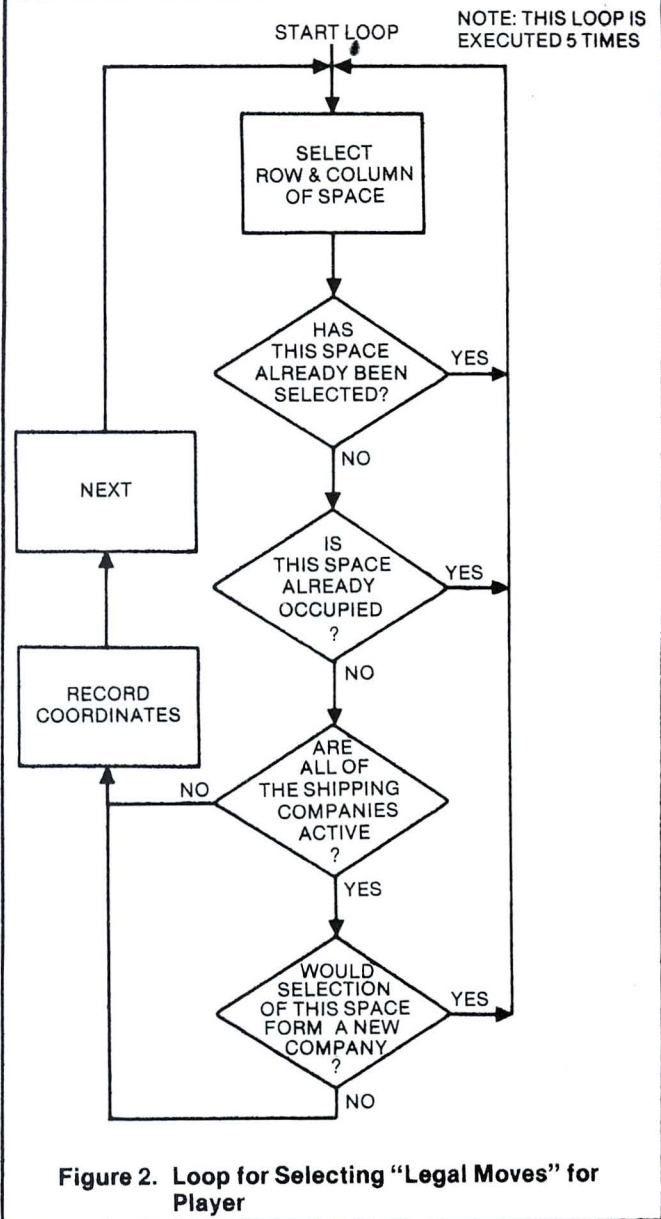 START LOOP
NOTE: THIS LOOP IS
EXECUTED 5 TIMES
SELECT
ROW & COLUMN
OF SPACE
HAS
THIS SPACE
ALREADY BEEN
SELECTED?
YES
NO
NEXT
IS
THIS SPACE
ALREADY
OCCUPIED
?
YES
NO
RECORD
COORDINATES
ARE
ALL OF
THE SHIPPING
COMPANIES
ACTIVE
?
NO
YES
WOULD
SELECTION
OF THIS SPACE
FORM A NEW
COMPANY
?
YES
NO
Figure 2. Loop for Selecting “Legal Moves” for
Player